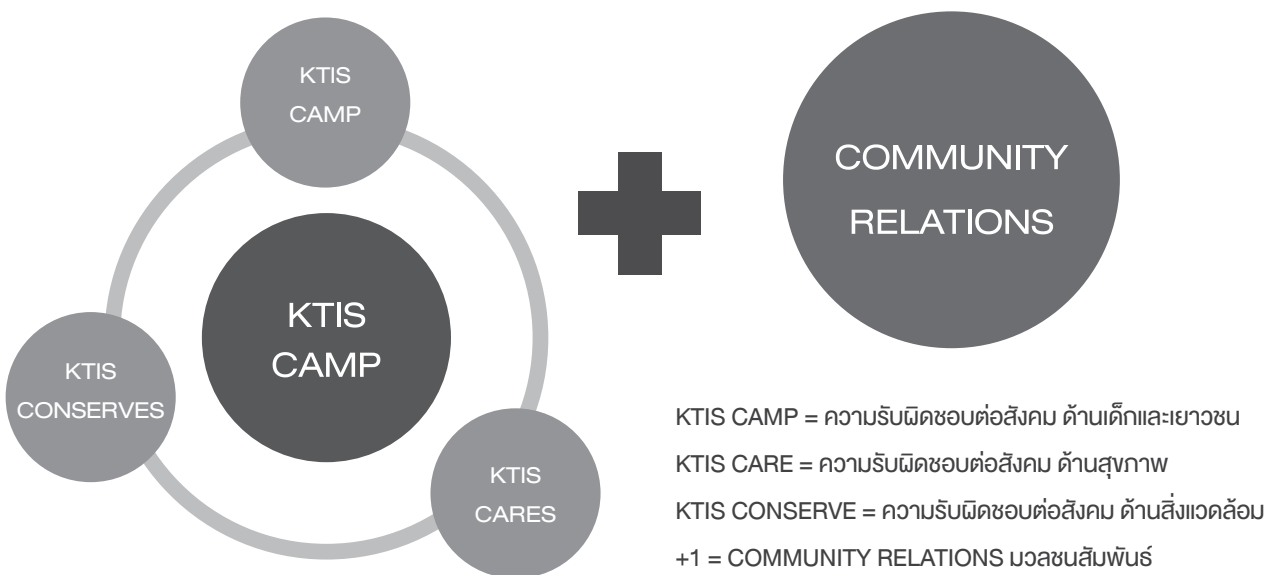 KTIS
CAMP
KTIS
CAMP
KTIS
CONSERVES
KTIS
CARES
COMMUNITY
RELATIONS
KTIS CAMP = ความรับผิดชอบต่อสังคม ด้านเด็กและเยาวชน
KTIS CARE = ความรับผิดชอบต่อสังคม ด้านสุขภาพ
KTIS CONSERVE = ความรับผิดชอบต่อสังคม ด้านสิ่งแวดล้อม
+1 = COMMUNITY RELATIONS มวลชนสัมพันธ์